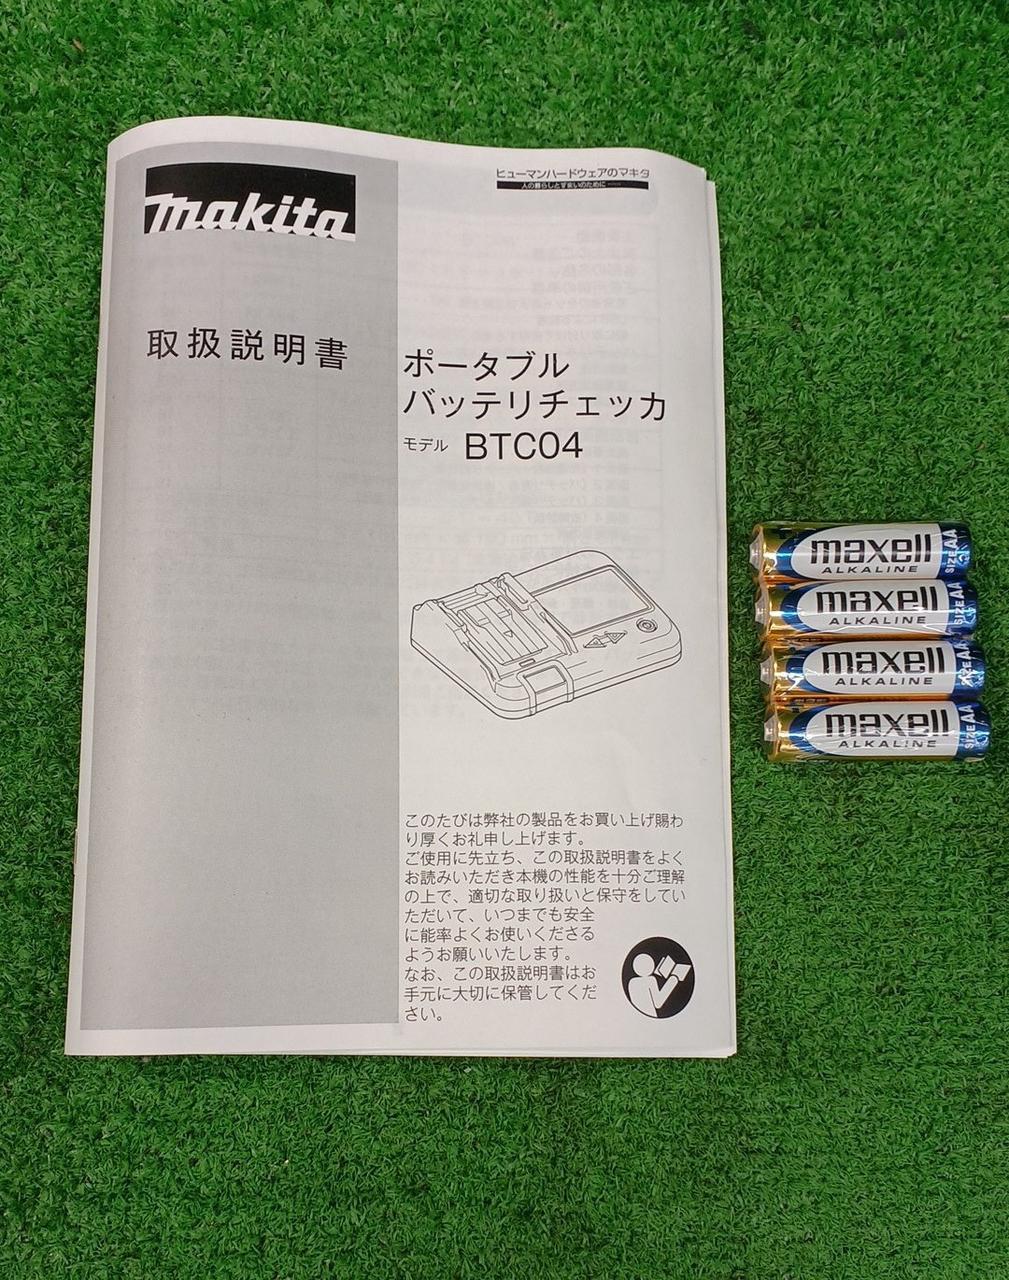 makita
ヒューマンハードウェアのマキタ
人の暮らしと住まいのために
取扱説明書
ポータブル
バッテリチェッカ
モデル BTC04
maxell
ALKALINE
SIZE AA
maxell
ALKALINE
SIZE AA
maxell
ALKALINE
SIZE AA
maxell
ALKALINE
SIZE AA
このたびは弊社の製品をお買い上げ賜わ
り厚くお礼申し上げます。
ご使用に先立ち、この取扱説明書をよく
お読みいただき本機の性能を十分ご理解
の上で、適切な取り扱いと保守をしてい
ただいて、いつまでも安全
に能率よくお使いくださる
ようお願いいたします。
なお、この取扱説明書はお
手元に大切に保管してくだ
さい。